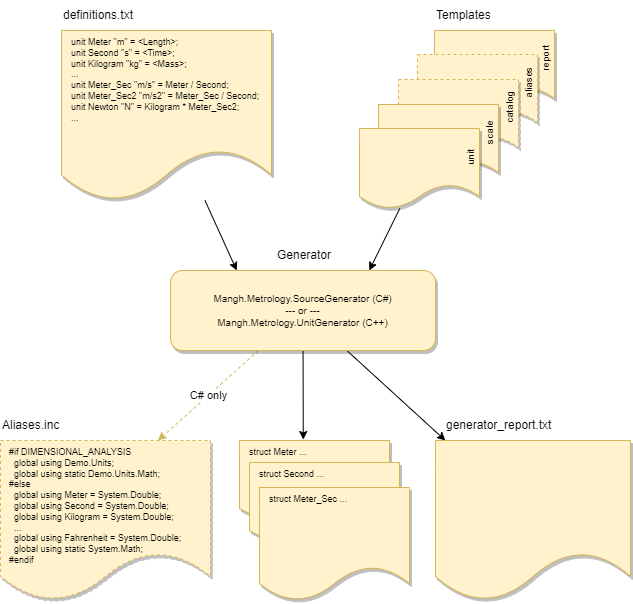 definitions.txt
unit Meter "m" = <Length>;
unit Second "s" = <Time>;
unit Kilogram "kg" = <Mass>;
...
unit Meter_Sec "m/s" = Meter / Second;
unit Meter_Sec2 "m/s2" = Meter_Sec / Second;
unit Newton "N" = Kilogram * Meter_Sec2;
...
Templates
report
aliases
catalog
scale
unit
Generator
Mangh.Metrology.SourceGenerator (C#)
--- or ---
Mangh.Metrology.UnitGenerator (C++)
C# only
Aliases.inc
#if DIMENSIONAL_ANALYSIS
global using Demo.Units;
global using static Demo.Units.Math;
#else
global using Meter = System.Double;
global using Second = System.Double;
global using Kilogram = System.Double;
...
global using Fahrenheit = System.Double;
global using static System.Math;
#endif
struct Meter ...
struct Second ...
struct Meter_Sec ...
generator_report.txt